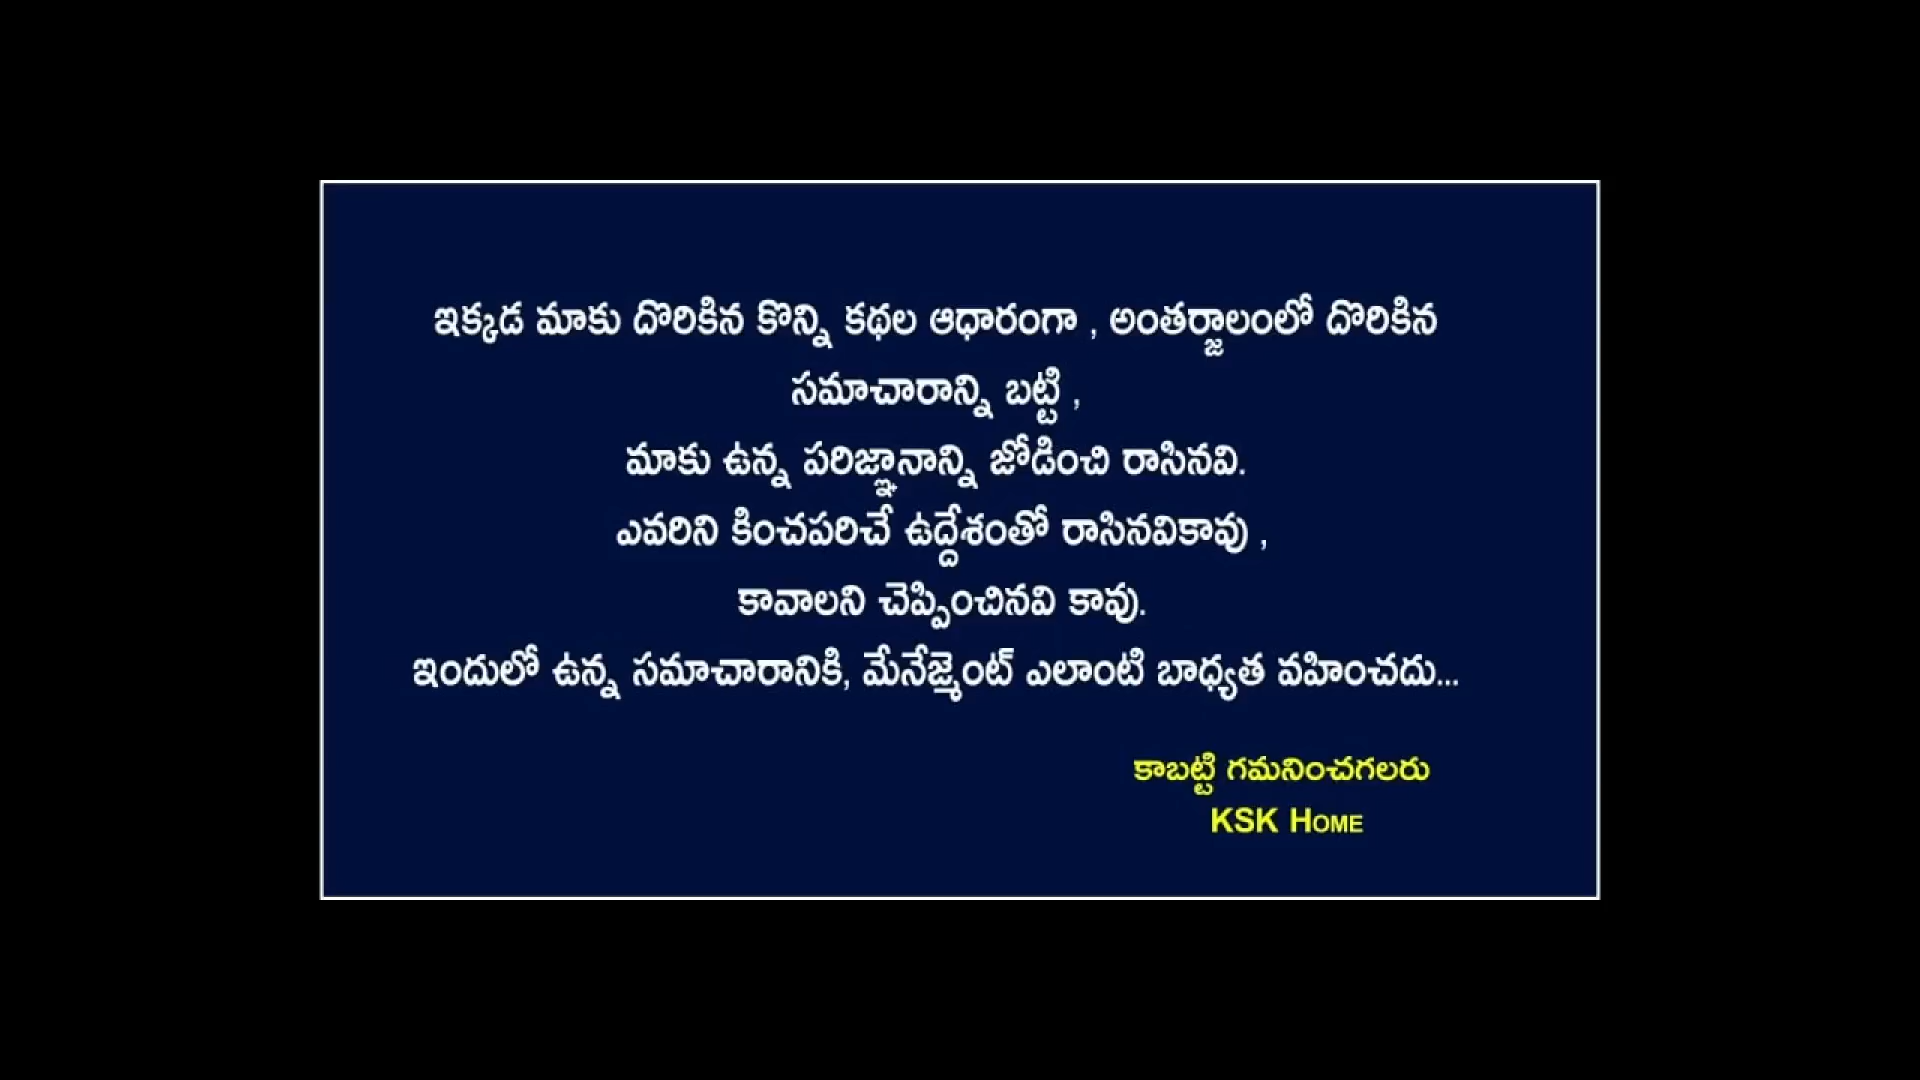 ఇక్కడ మాకు దొరికిన కొన్ని కథల ఆధారంగా , అంతర్జాలంలో దొరికిన
సమాచారాన్ని బట్టి ,
మాకు ఉన్న పరిజ్ఞానాన్ని జోడించి రాసినవి.
ఎవరిని కించపరిచే ఉద్దేశంతో రాసినవికావు ,
కావాలని చెప్పించినవి కావు.
ఇందులో ఉన్న సమాచారానికి, మేనేజ్మెంట్ ఎలాంటి బాధ్యత వహించదు...
కాబట్టి గమనించగలరు
KSK HOME